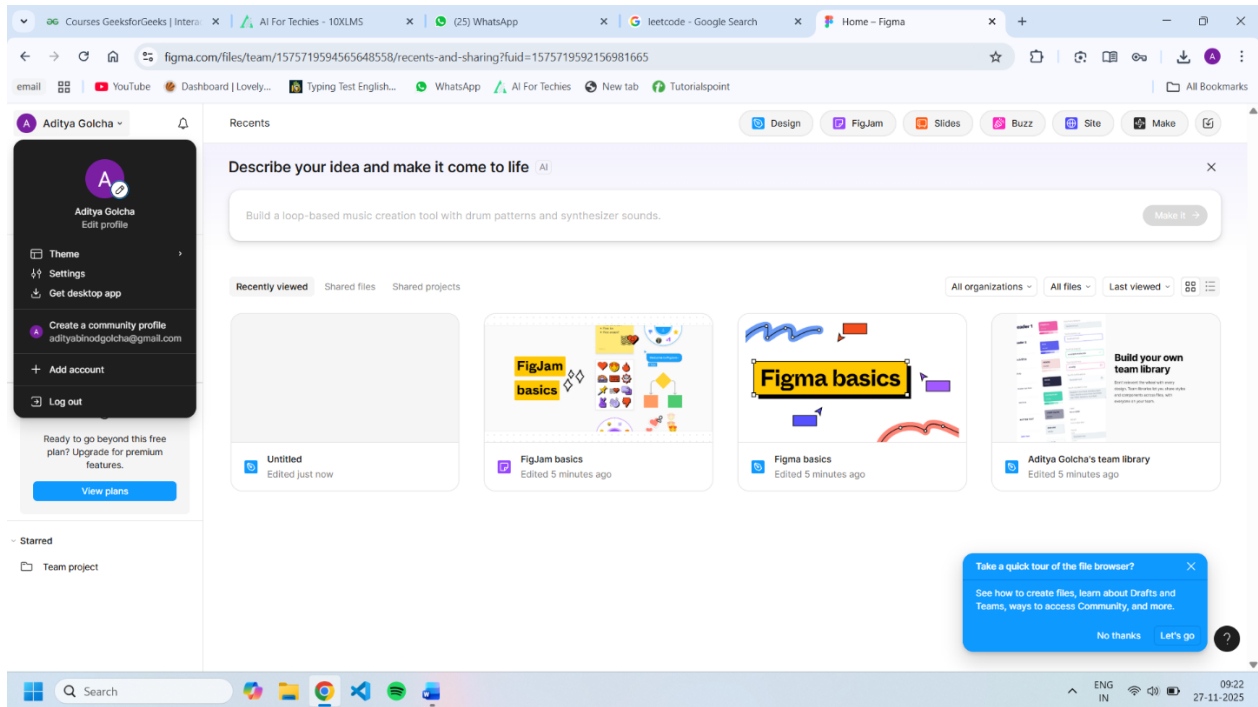 Courses GeeksforGeeks | Intera
AI For Techies - 10XLMS
(25) WhatsApp
leetcode - Google Search
Home – Figma
figma.com/files/team/1575719594565648558/recents-and-sharing?fuid=1575719592156981665
A
email
YouTube
Dashboard | Lovely...
Typing Test English...
WhatsApp
AI For Techies
New tab
Tutorialspoint
All Bookmarks
A
Aditya Golcha
Recents
Design
FigJam
Slides
Buzz
Site
Make
A
Aditya Golcha
Edit profile
Theme
Settings
Get desktop app
A
Create a community profile
adityabinodgolcha@gmail.com
Add account
Log out
Ready to go beyond this free
plan? Upgrade for premium
features.
View plans
Starred
Team project
Describe your idea and make it come to life AI
Build a loop-based music creation tool with drum patterns and synthesizer sounds.
Make it
Recently viewed
Shared files
Shared projects
All organizations
All files
Last viewed
Untitled
Edited just now
FigJam
basics
FigJam basics
Edited 5 minutes ago
Figma basics
Figma basics
Edited 5 minutes ago
Build your own
team library
Aditya Golcha's team library
Edited 5 minutes ago
Take a quick tour of the file browser?
See how to create files, learn about Drafts and
Teams, ways to access Community, and more.
No thanks
Let's go
?
Search
ENG
IN
09:22
27-11-2025